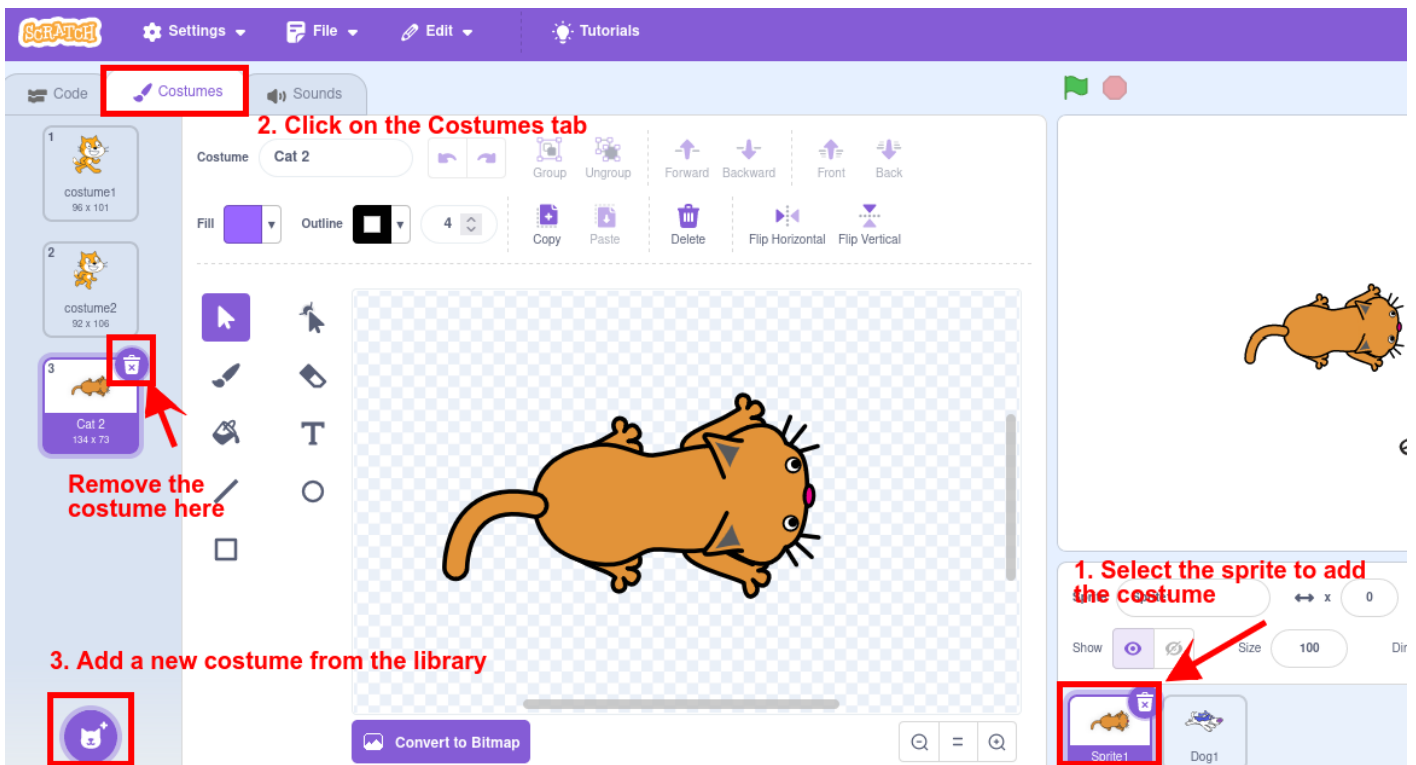 SCRATCH
Settings File Edit Tutorials
Code Costumes Sounds
2. Click on the Costumes tab
1
costume1
96 x 101
2
costume2
92 x 106
3
Cat 2
134 x 73
Remove the
costume here
3. Add a new costume from the library
Costume Cat 2 Group Ungroup Forward Backward Front Back
Fill Outline 4 Copy Paste Delete Flip Horizontal Flip Vertical
T
Convert to Bitmap
1. Select the sprite to add
the costume
x 0
Show Size 100 Dir
Sprite1 Dog1